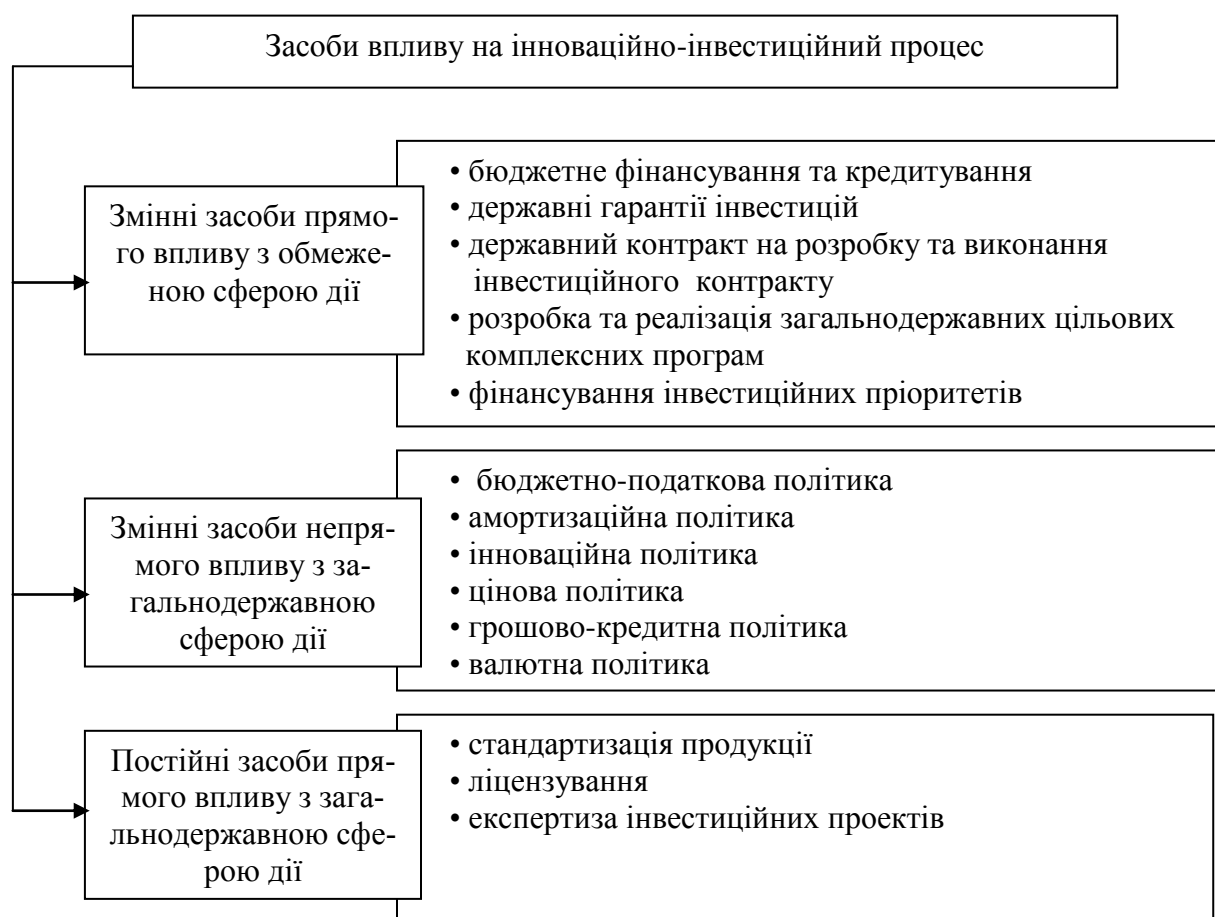 Засоби впливу на інноваційно-інвестиційний процес
Змінні засоби прямо-
го впливу з обмеже-
ною сферою дії
• бюджетне фінансування та кредитування
• державні гарантії інвестицій
• державний контракт на розробку та виконання
інвестиційного контракту
• розробка та реалізація загальнодержавних цільових
комплексних програм
• фінансування інвестиційних пріоритетів
Змінні засоби непря-
мого впливу з за-
гальнодержавною
сферою дії
• бюджетно-податкова політика
• амортизаційна політика
• інноваційна політика
• цінова політика
• грошово-кредитна політика
• валютна політика
Постійні засоби пря-
мого впливу з зага-
льнодержавною сфе-
рою дії
• стандартизація продукції
• ліцензування
• експертиза інвестиційних проектів